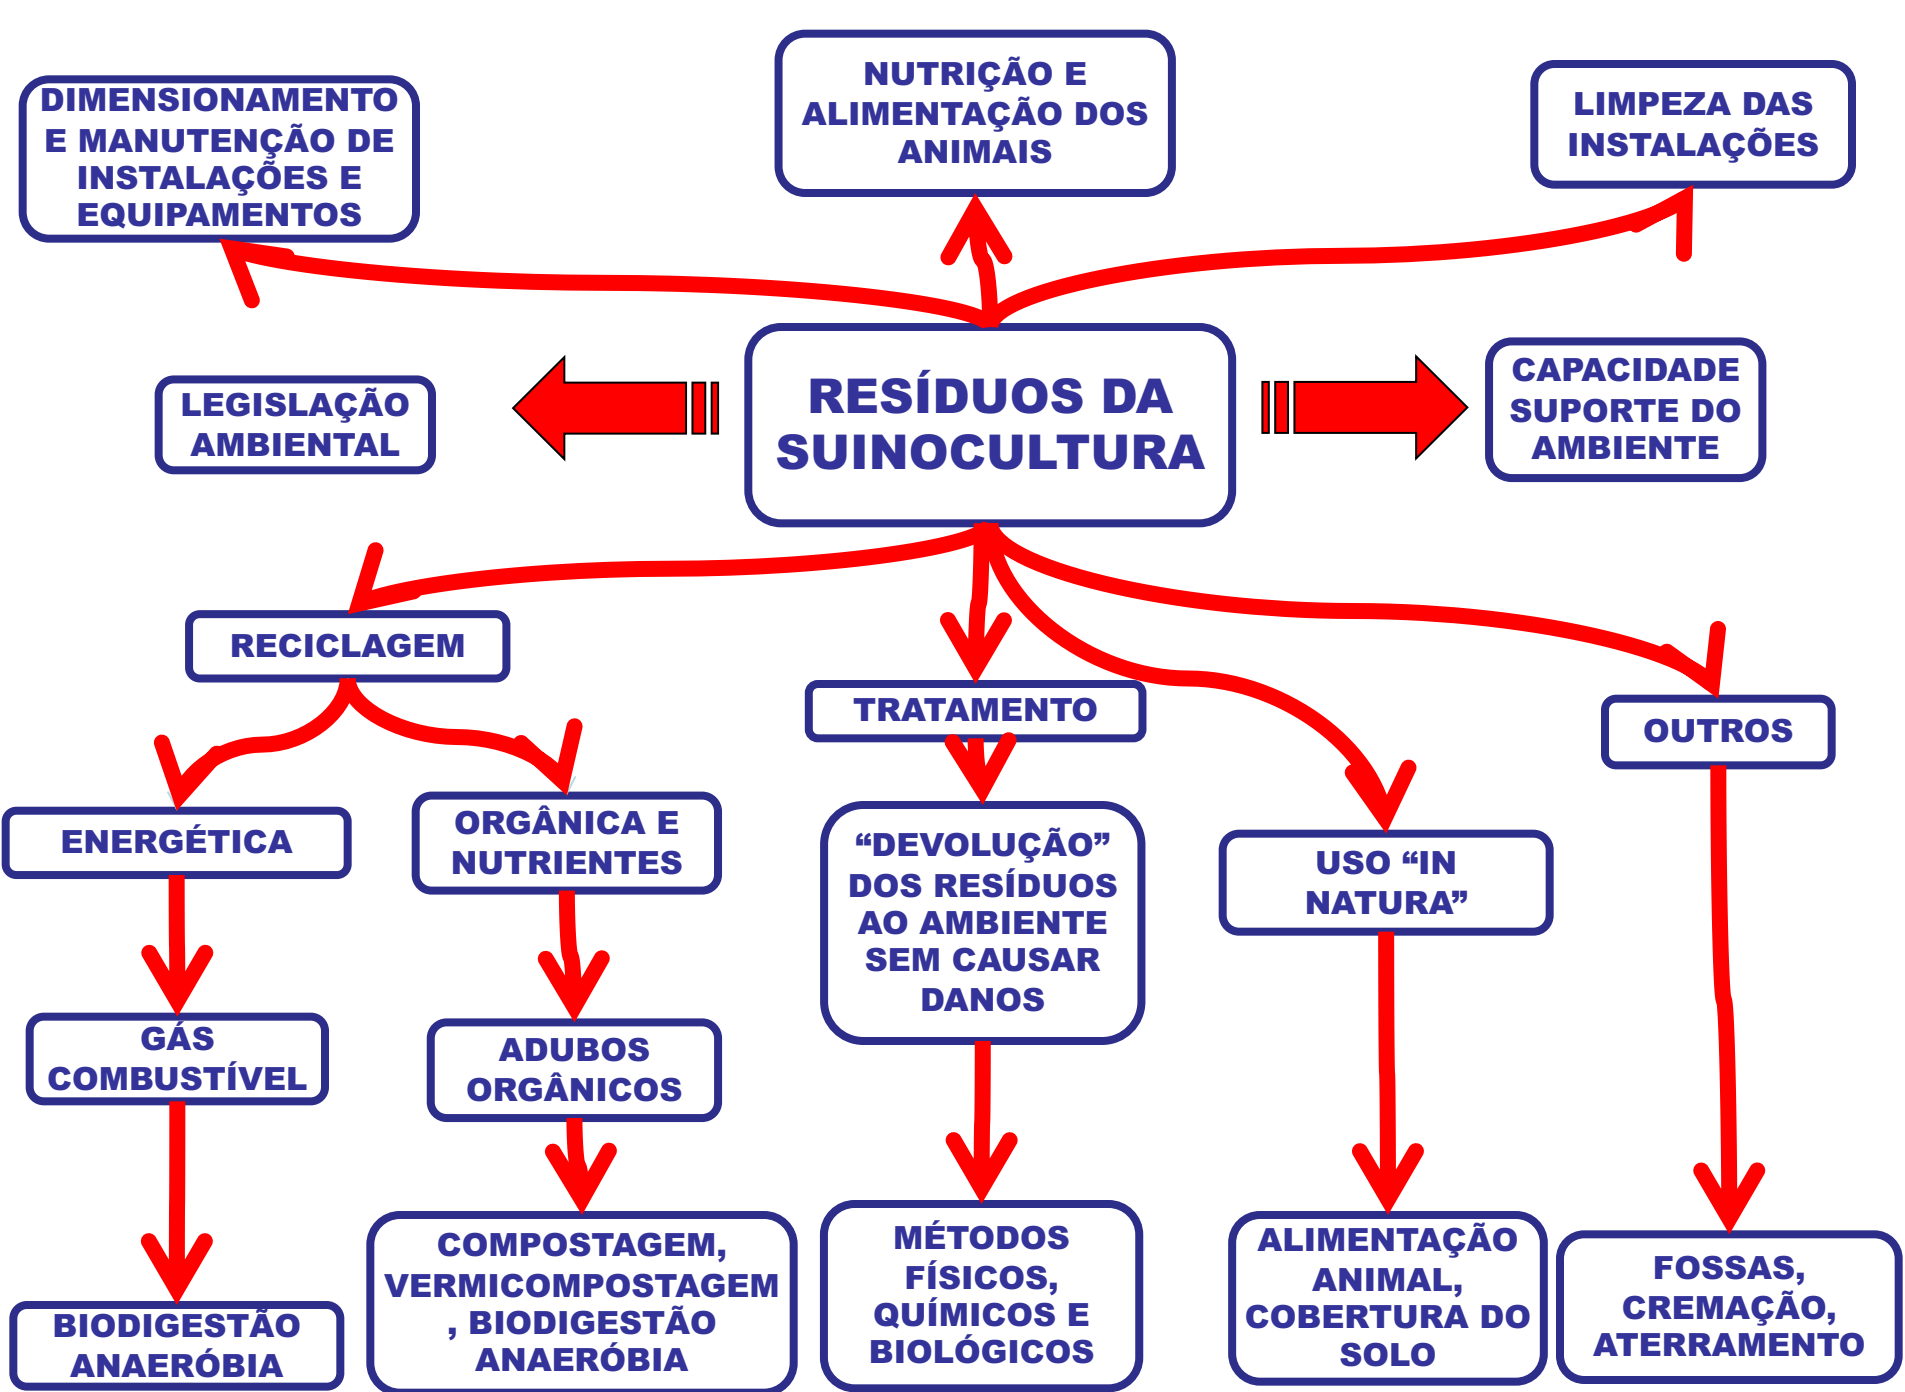 DIMENSIONAMENTO
E MANUTENÇÃO DE
INSTALAÇÕES E
EQUIPAMENTOS
NUTRIÇÃO E
ALIMENTAÇÃO DOS
ANIMAIS
LIMPEZA DAS
INSTALAÇÕES
LEGISLAÇÃO
AMBIENTAL
RESÍDUOS DA
SUINOCULTURA
CAPACIDADE
SUPORTE DO
AMBIENTE
RECICLAGEM
TRATAMENTO
OUTROS
ENERGÉTICA
ORGÂNICA E
NUTRIENTES
“DEVOLUÇÃO”
DOS RESÍDUOS
AO AMBIENTE
SEM CAUSAR
DANOS
USO “IN
NATURA”
GÁS
COMBUSTÍVEL
ADUBOS
ORGÂNICOS
BIODIGESTÃO
ANAERÓBIA
COMPOSTAGEM,
VERMICOMPOSTAGEM
, BIODIGESTÃO
ANAERÓBIA
MÉTODOS
FÍSICOS,
QUÍMICOS E
BIOLÓGICOS
ALIMENTAÇÃO
ANIMAL,
COBERTURA DO
SOLO
FOSSAS,
CREMAÇÃO,
ATERRAMENTO